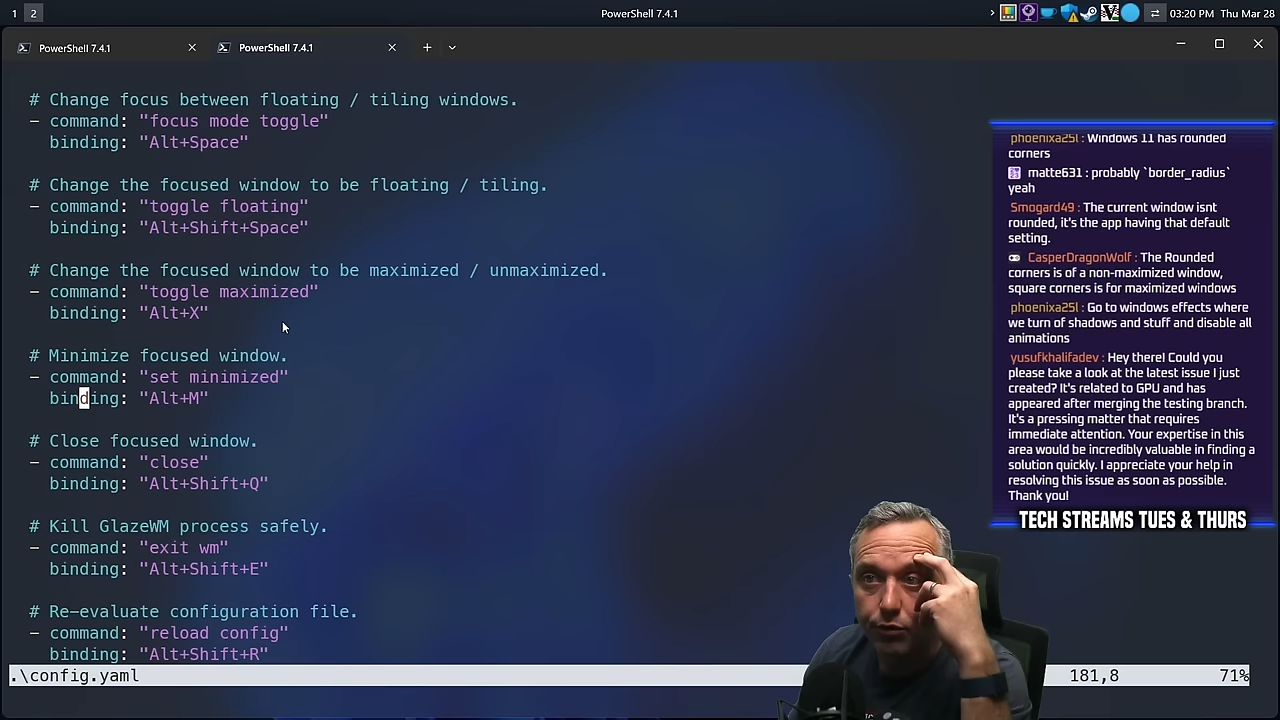 1 2 PowerShell 7.4.1 03:20 PM Thu Mar 28
PowerShell 7.4.1 PowerShell 7.4.1
# Change focus between floating / tiling windows.
- command: "focus mode toggle"
binding: "Alt+Space"
# Change the focused window to be floating / tiling.
- command: "toggle floating"
binding: "Alt+Shift+Space"
# Change the focused window to be maximized / unmaximized.
- command: "toggle maximized"
binding: "Alt+X"
# Minimize focused window.
- command: "set minimized"
binding: "Alt+M"
# Close focused window.
- command: "close"
binding: "Alt+Shift+Q"
# Kill GlazeWM process safely.
- command: "exit wm"
binding: "Alt+Shift+E"
# Re-evaluate configuration file.
- command: "reload config"
binding: "Alt+Shift+R"
.\config.yaml 181,8 71%
phoenixa25l : Windows 11 has rounded
corners
matte631 : probably `border_radius`
yeah
Smogard49 : The current window isnt
rounded, it's the app having that default
setting.
CasperDragonWolf : The Rounded
corners is of a non-maximized window,
square corners is for maximized windows
phoenixa25l : Go to windows effects where
we turn of shadows and stuff and disable all
animations
yusufkhalifadev : Hey there! Could you
please take a look at the latest issue I just
created? It's related to GPU and has
appeared after merging the testing branch.
It's a pressing matter that requires
immediate attention. Your expertise in this
area would be incredibly valuable in finding a
solution quickly. I appreciate your help in
resolving this issue as soon as possible.
Thank you!
TECH STREAMS TUES & THURS